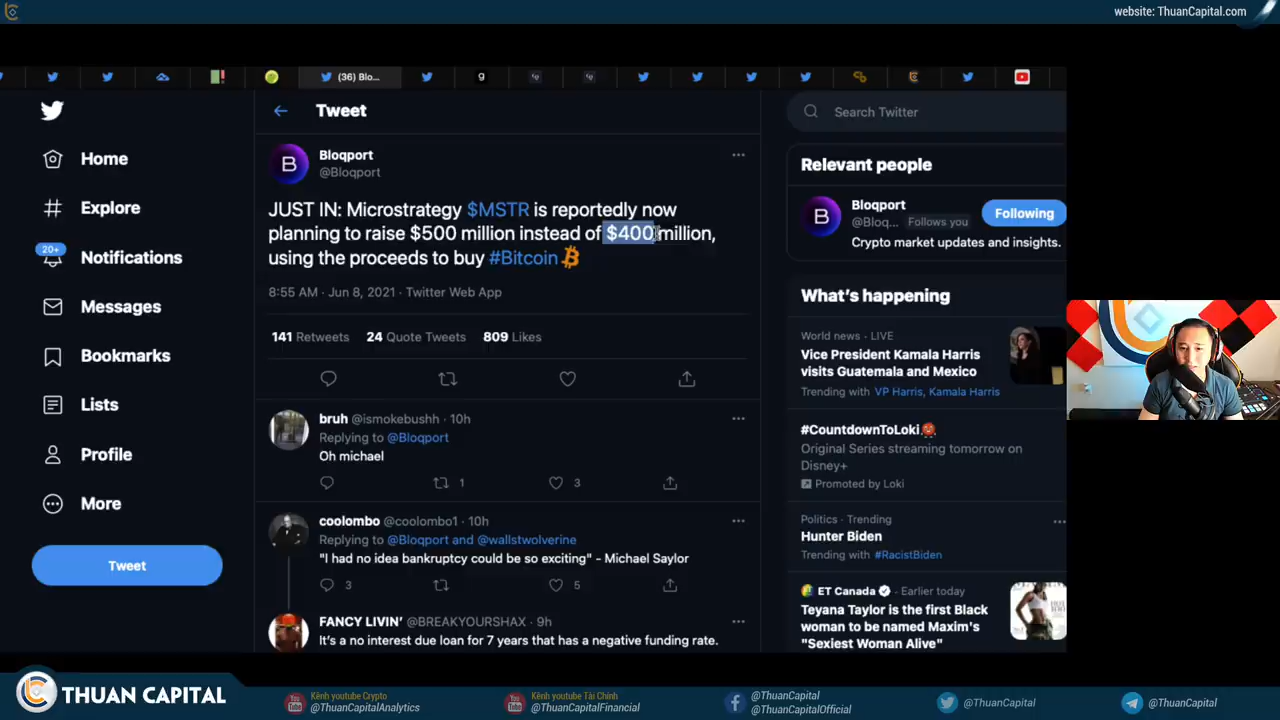 website: ThuanCapital.com
(36) Blo...
Tweet
Search Twitter
Home
Explore
20+
Notifications
Messages
Bookmarks
Lists
Profile
More
Tweet
Bloqport
@Bloqport
JUST IN: Microstrategy $MSTR is reportedly now
planning to raise $500 million instead of $400 million,
using the proceeds to buy #Bitcoin
8:55 AM · Jun 8, 2021 · Twitter Web App
141 Retweets 24 Quote Tweets 809 Likes
bruh @ismokebushh · 10h
Replying to @Bloqport
Oh michael
1
3
coolombo @coolombo1 · 10h
Replying to @Bloqport and @wallstwolverine
"I had no idea bankruptcy could be so exciting" - Michael Saylor
3
5
FANCY LIVIN' @BREAKYOURSHAX · 9h
It's a no interest due loan for 7 years that has a negative funding rate.
Relevant people
Bloqport
@Bloq... Follows you
Following
Crypto market updates and insights.
What's happening
World news · LIVE
Vice President Kamala Harris
visits Guatemala and Mexico
Trending with VP Harris, Kamala Harris
#CountdownToLoki
Original Series streaming tomorrow on
Disney+
Promoted by Loki
Politics · Trending
Hunter Biden
Trending with #RacistBiden
ET Canada · Earlier today
Teyana Taylor is the first Black
woman to be named Maxim's
"Sexiest Woman Alive"
THUAN CAPITAL
Kênh youtube Crypto
@ThuanCapitalAnalytics
Kênh youtube Tài Chính
@ThuanCapitalFinancial
@ThuanCapital
@ThuanCapitalOfficial
@ThuanCapital
@ThuanCapital